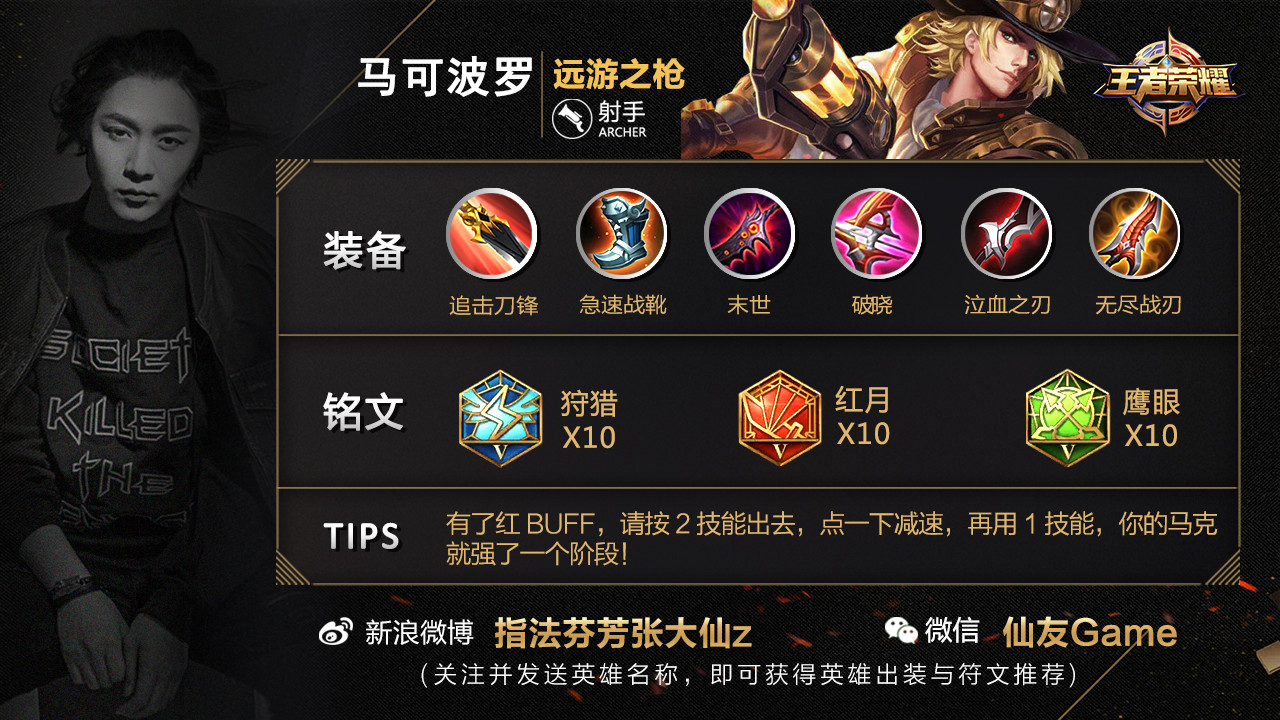 马可波罗
远游之枪
射手
ARCHER
王者荣耀
装备
追击刀锋
急速战靴
末世
破晓
泣血之刃
无尽战刃
铭文
V
狩猎
X10
V
红月
X10
V
鹰眼
X10
TIPS
有了红 BUFF，请按 2 技能出去，点一下减速，再用 1 技能，你的马克
就强了一个阶段！
SOCIETY
KILLED
THE
新浪微博 指法芬芳张大仙z
微信 仙友Game
（关注并发送英雄名称，即可获得英雄出装与符文推荐）